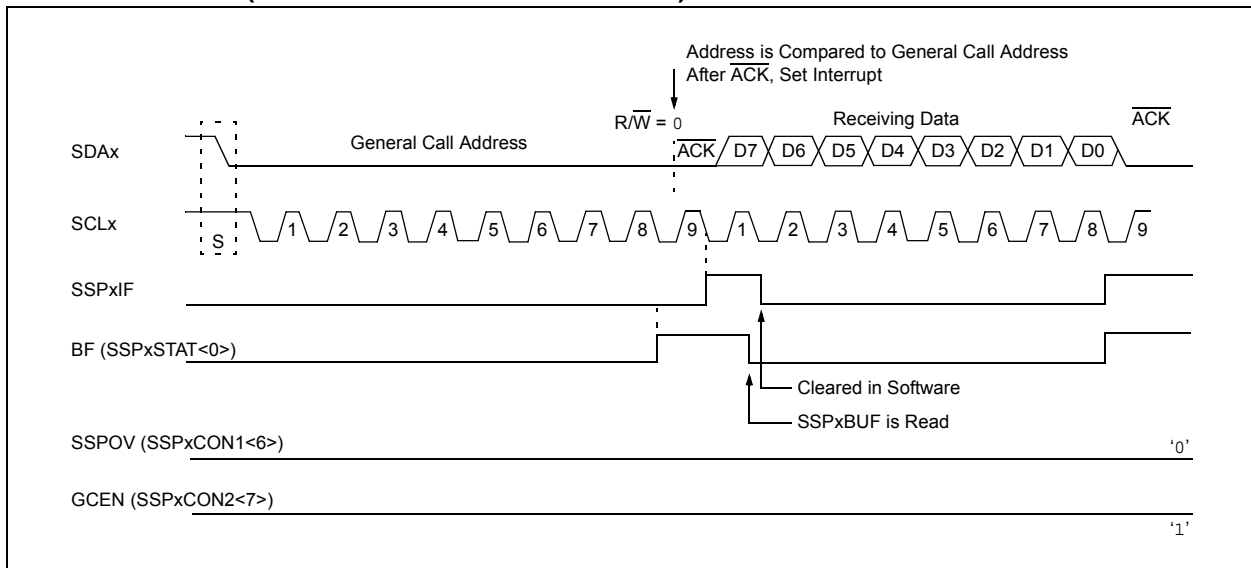 Address is Compared to General Call Address
After ACK, Set Interrupt
R/W = 0
Receiving Data
ACK
SDAx
General Call Address
ACK D7 D6 D5 D4 D3 D2 D1 D0
SCLx
S
1 2 3 4 5 6 7 8 9 1 2 3 4 5 6 7 8 9
SSPxIF
BF (SSPxSTAT<0>)
Cleared in Software
SSPxBUF is Read
SSPOV (SSPxCON1<6>)
‘0’
GCEN (SSPxCON2<7>)
‘1’